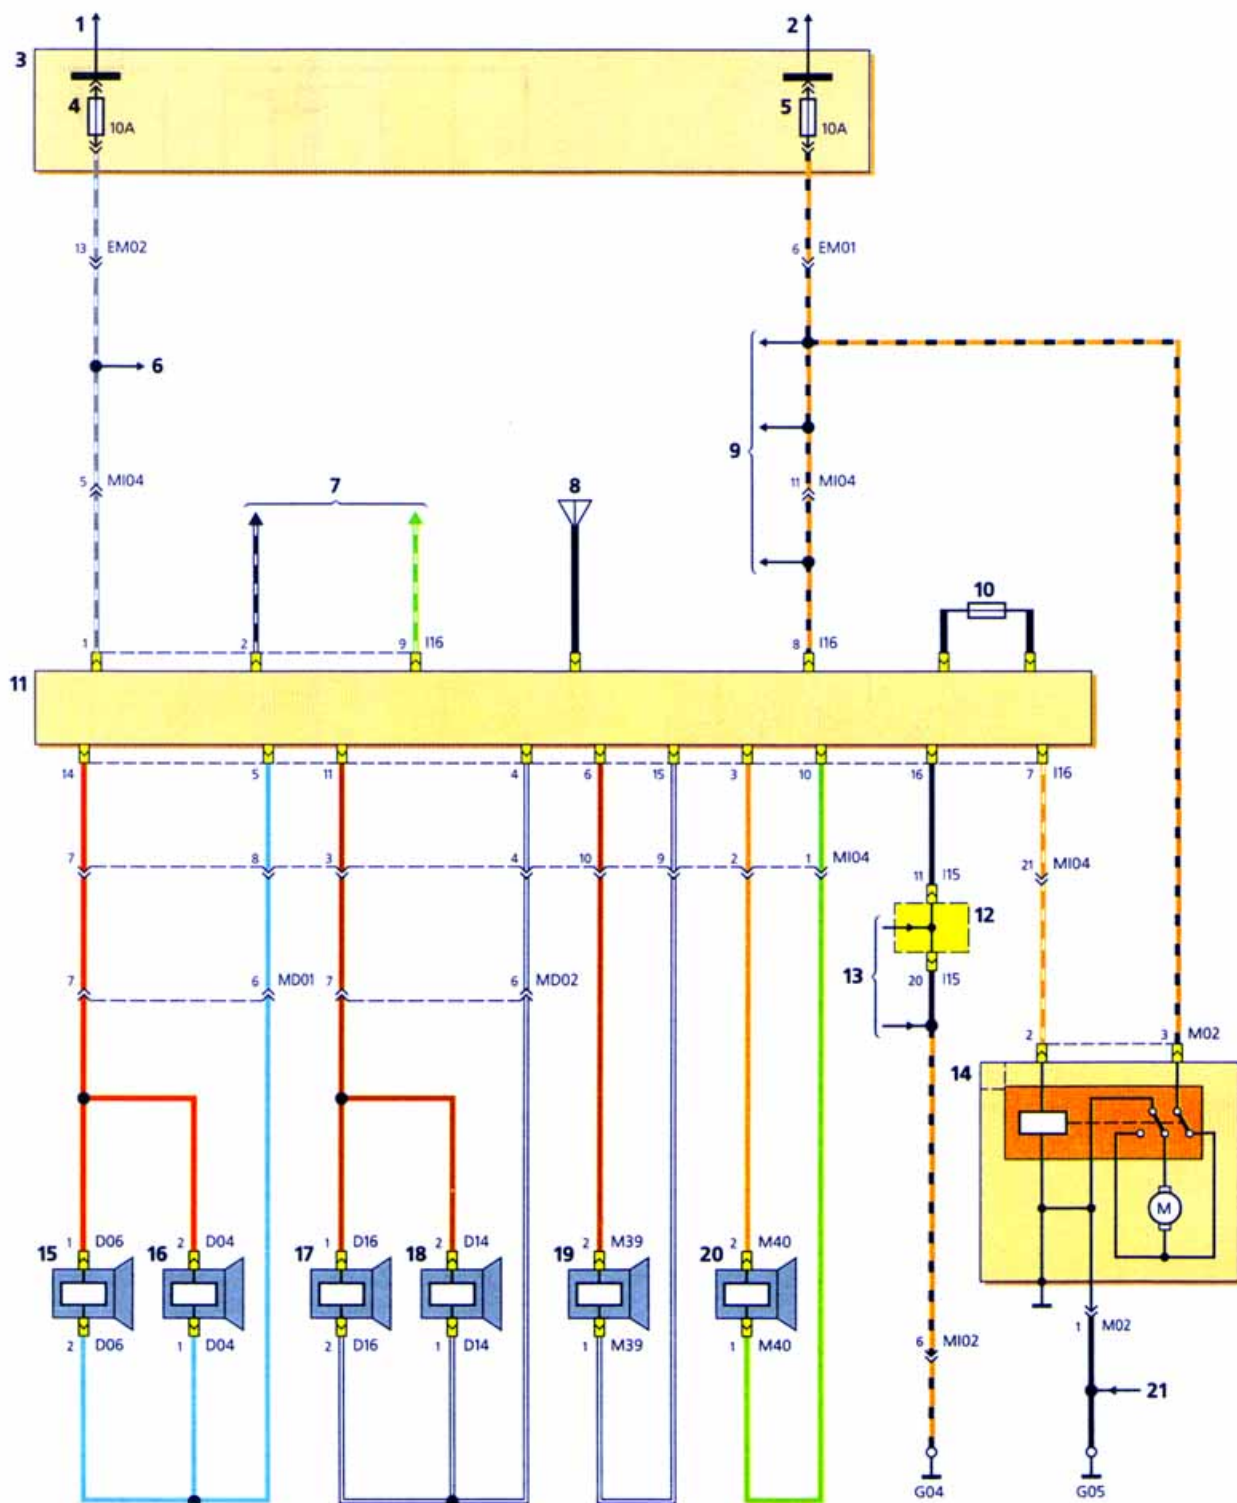 1 2
3
4 5
10A 10A
13 EM02 6 EM01
6
9
5 MI04 7 8 11 MI04
10
1 2 9 I16 8 I16
11
14 5 11 4 6 15 3 10 16 7 I16
7 8 3 4 10 9 2 1 MI04 21 MI04
11 I15
12
7 6 MD01 7 6 MD02 13 20 I15
2 3 M02
14
M
1 D06 2 D04 1 D16 2 D14 2 M39 2 M40
15 16 17 18 19 20
2 D06 1 D04 2 D16 1 D14 1 M39 1 M40
6 MI02 1 M02
21
G04 G05